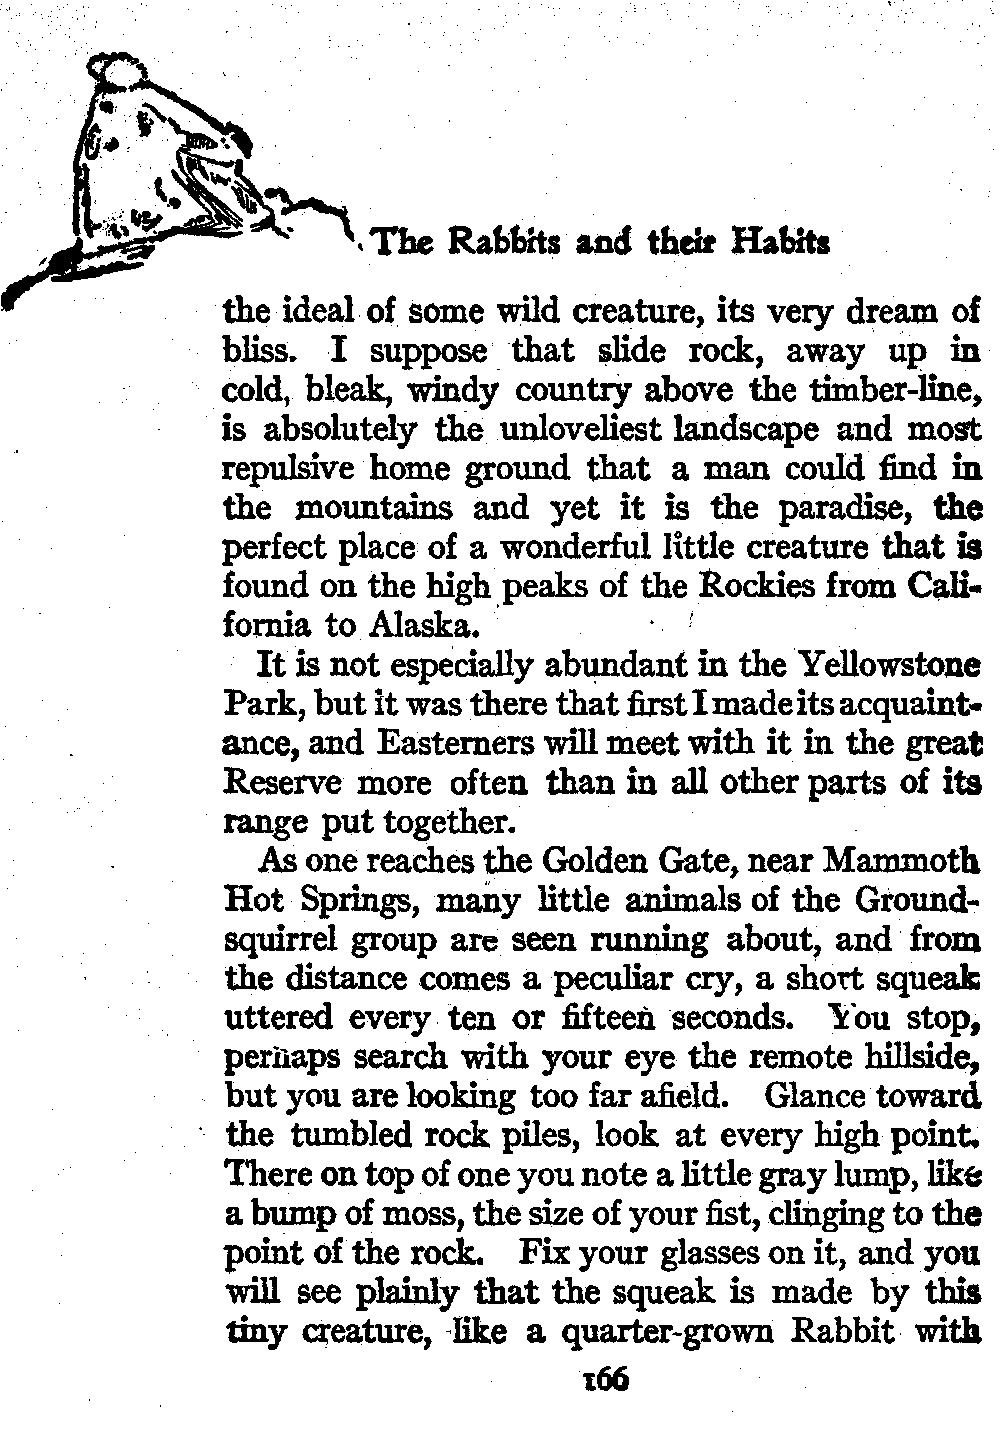 The Rabbits and their Habits
the ideal of some wild creature, its very dream of
bliss. I suppose that slide rock, away up in
cold, bleak, windy country above the timber-line,
is absolutely the unloveliest landscape and most
repulsive home ground that a man could find in
the mountains and yet it is the paradise, the
perfect place of a wonderful little creature that is
found on the high peaks of the Rockies from Cali-
fornia to Alaska.
It is not especially abundant in the Yellowstone
Park, but it was there that first I made its acquaint-
ance, and Easterners will meet with it in the great
Reserve more often than in all other parts of its
range put together.
As one reaches the Golden Gate, near Mammoth
Hot Springs, many little animals of the Ground-
squirrel group are seen running about, and from
the distance comes a peculiar cry, a short squeak
uttered every ten or fifteen seconds. You stop,
perhaps search with your eye the remote hillside,
but you are looking too far afield. Glance toward
the tumbled rock piles, look at every high point.
There on top of one you note a little gray lump, like
a bump of moss, the size of your fist, clinging to the
point of the rock. Fix your glasses on it, and you
will see plainly that the squeak is made by this
tiny creature, like a quarter-grown Rabbit with
166